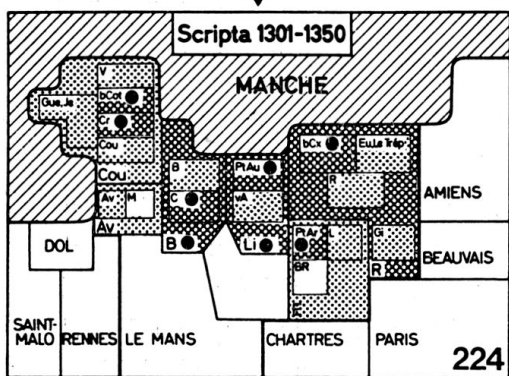 Scripta 1301-1350
MANCHE
V
bCot
Gue,Je
Cr
Cou
Cou
Av
M
Av
B
C
B
PtAu
vA
Li
bCx
Eu,Le Trép.
R
PtAr
L
BR
E
Gi
R
AMIENS
BEAUVAIS
DOL
SAINT-
MALO
RENNES
LE MANS
CHARTRES
PARIS
224